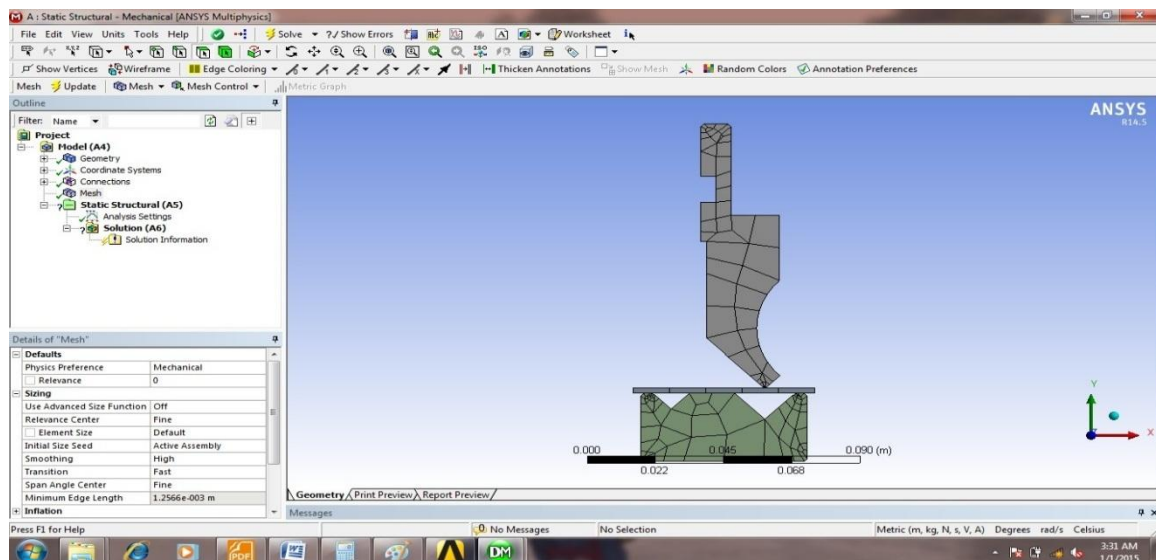 A : Static Structural - Mechanical [ANSYS Multiphysics]
File Edit View Units Tools Help Solve ?/ Show Errors Worksheet
Show Vertices Wireframe Edge Coloring Thicken Annotations Show Mesh Random Colors Annotation Preferences
Mesh Update Mesh Mesh Control Metric Graph
Outline
Filter: Name
Project
Model (A4)
Geometry
Coordinate Systems
Connections
Mesh
Static Structural (A5)
Analysis Settings
Solution (A6)
Solution Information
Details of "Mesh"
Defaults
Physics Preference Mechanical
Relevance 0
Sizing
Use Advanced Size Function Off
Relevance Center Fine
Element Size Default
Initial Size Seed Active Assembly
Smoothing High
Transition Fast
Span Angle Center Fine
Minimum Edge Length 1.2566e-003 m
Inflation
ANSYS
R14.5
Y
X
0.000 0.045 0.090 (m)
0.022 0.068
Geometry Print Preview Report Preview
Messages
Press F1 for Help 0 No Messages No Selection Metric (m, kg, N, s, V, A) Degrees rad/s Celsius
PDF DM 3:31 AM
1/1/2015